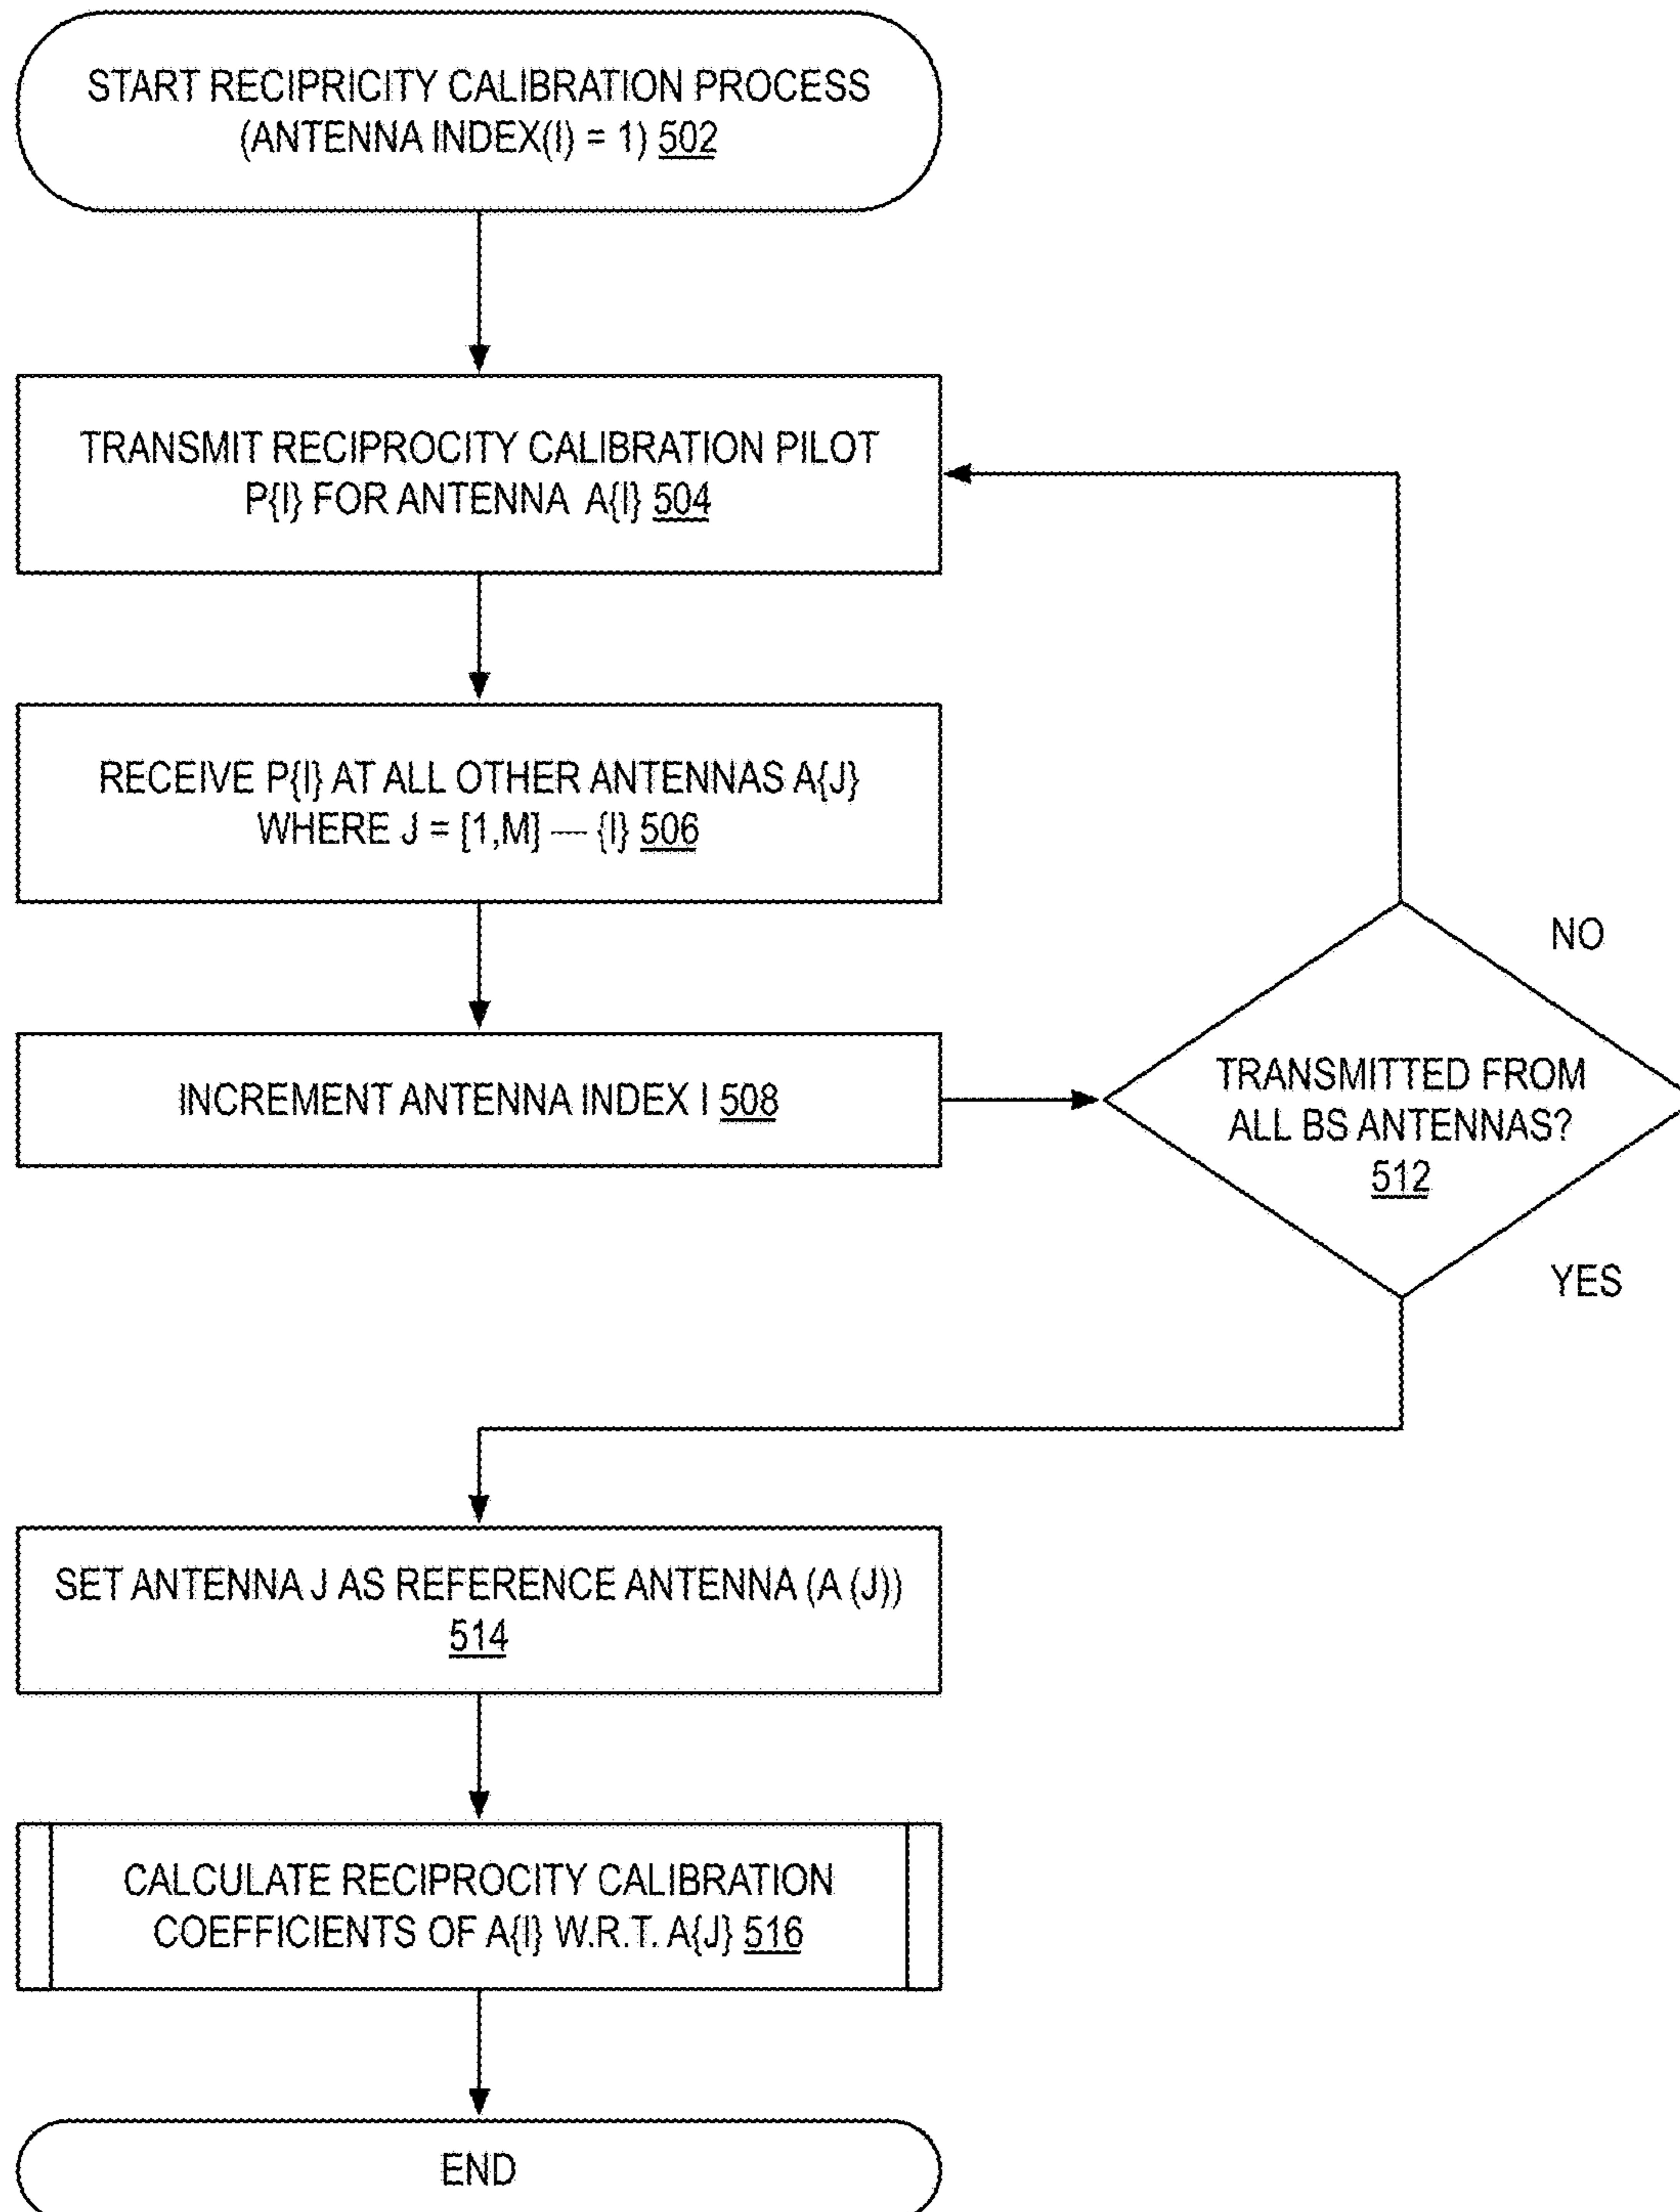 START RECIPRICITY CALIBRATION PROCESS
(ANTENNA INDEX(I) = 1) 502
TRANSMIT RECIPROCITY CALIBRATION PILOT
P{I} FOR ANTENNA A{I} 504
RECEIVE P{I} AT ALL OTHER ANTENNAS A{J}
WHERE J = [1,M] — {I} 506
INCREMENT ANTENNA INDEX I 508
NO
TRANSMITTED FROM
ALL BS ANTENNAS?
512
YES
SET ANTENNA J AS REFERENCE ANTENNA (A (J))
514
CALCULATE RECIPROCITY CALIBRATION
COEFFICIENTS OF A{I} W.R.T. A{J} 516
END